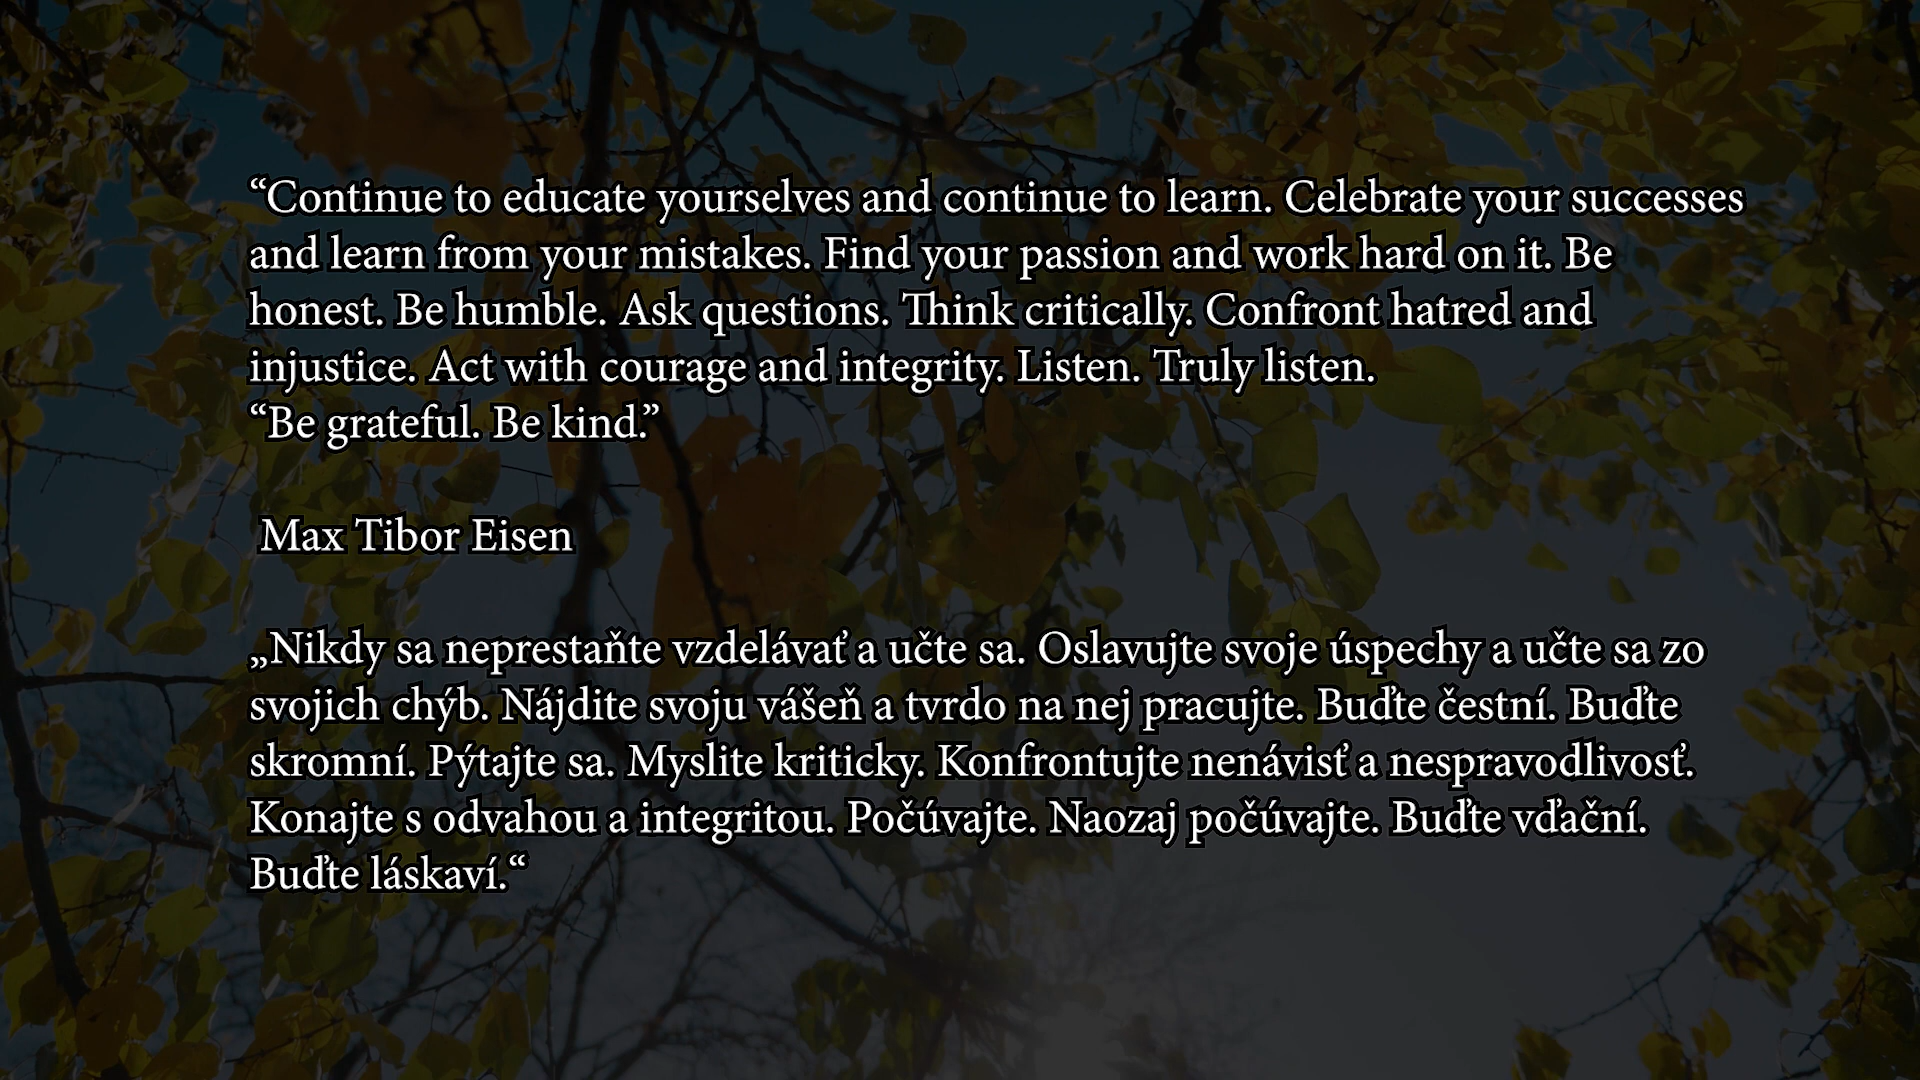 “Continue to educate yourselves and continue to learn. Celebrate your successes
and learn from your mistakes. Find your passion and work hard on it. Be
honest. Be humble. Ask questions. Think critically. Confront hatred and
injustice. Act with courage and integrity. Listen. Truly listen.
“Be grateful. Be kind.”
Max Tibor Eisen
„Nikdy sa neprestaňte vzdelávať a učte sa. Oslavujte svoje úspechy a učte sa zo
svojich chýb. Nájdite svoju vášeň a tvrdo na nej pracujte. Buďte čestní. Buďte
skromní. Pýtajte sa. Myslite kriticky. Konfrontujte nenávisť a nespravodlivosť.
Konajte s odvahou a integritou. Počúvajte. Naozaj počúvajte. Buďte vďační.
Buďte láskaví.“